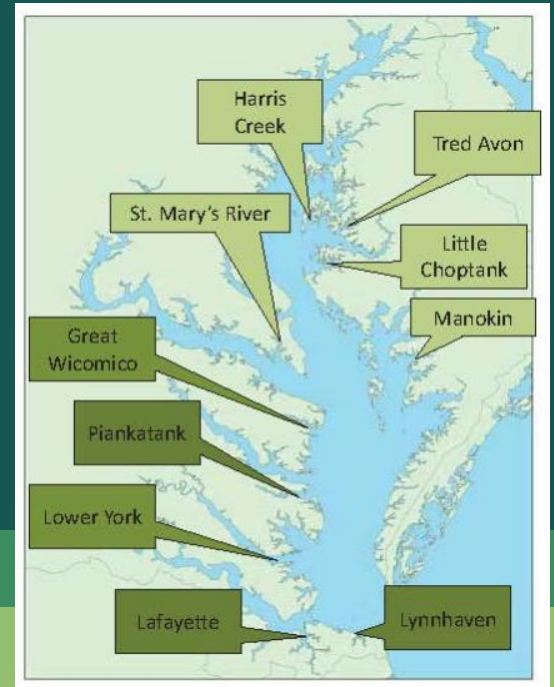 Harris
Creek
Tred Avon
St. Mary's River
Little
Choptank
Manokin
Great
Wicomico
Piankatank
Lower York
Lafayette
Lynnhaven